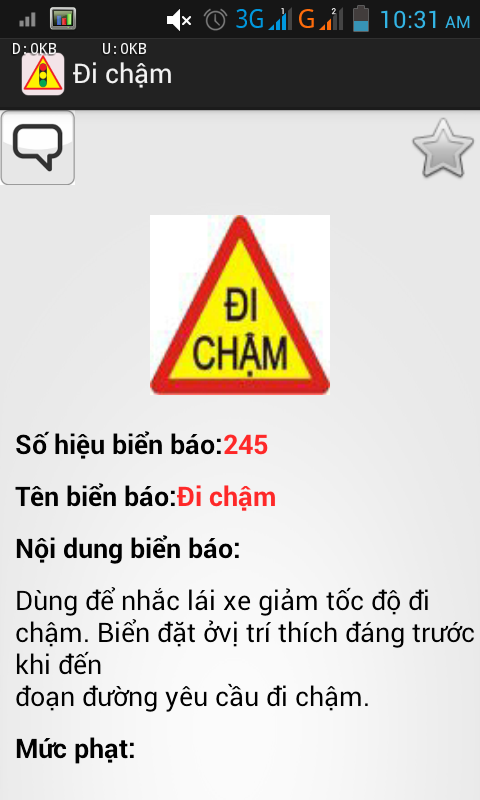 3G 1 G 2 10:31 AM
D:0KB U:0KB
Đi chậm
ĐI
CHẬM
Số hiệu biển báo:245
Tên biển báo:Đi chậm
Nội dung biển báo:
Dùng để nhắc lái xe giảm tốc độ đi
chậm. Biển đặt ởvị trí thích đáng trước
khi đến
đoạn đường yêu cầu đi chậm.
Mức phạt: